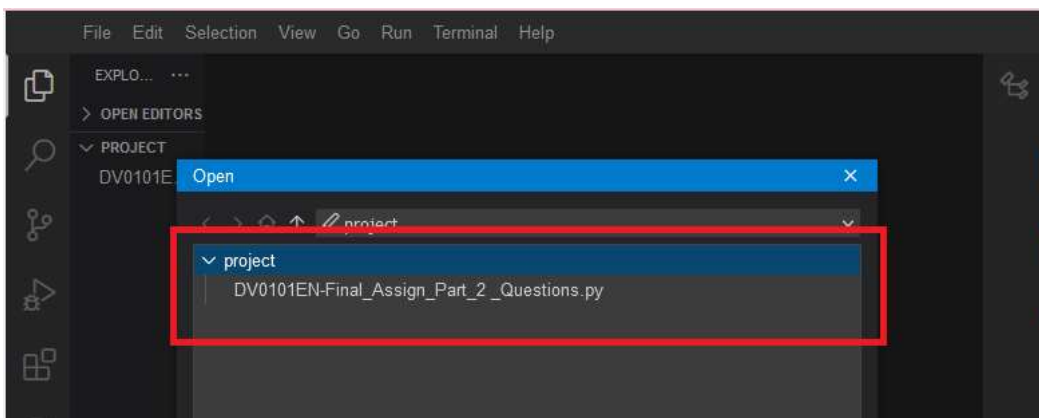 File Edit Selection View Go Run Terminal Help
EXPLO... ...
OPEN EDITORS
PROJECT
DV0101E
Open
project
project
DV0101EN-Final_Assign_Part_2 _Questions.py